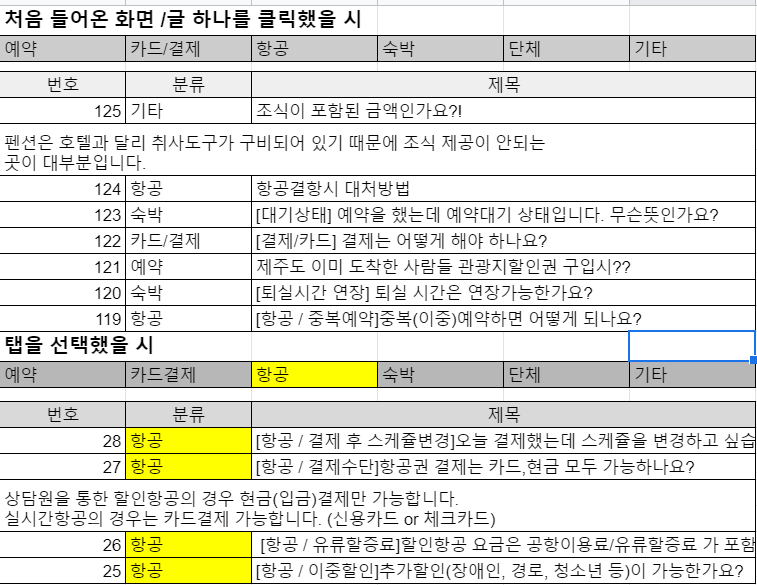 처음 들어온 화면 /글 하나를 클릭했을 시
예약 카드/결제 항공 숙박 단체 기타
번호 분류 제목
125 기타 조식이 포함된 금액인가요?!
펜션은 호텔과 달리 취사도구가 구비되어 있기 때문에 조식 제공이 안되는
곳이 대부분입니다.
124 항공 항공결항시 대처방법
123 숙박 [대기상태] 예약을 했는데 예약대기 상태입니다. 무슨뜻인가요?
122 카드/결제 [결제/카드] 결제는 어떻게 해야 하나요?
121 예약 제주도 이미 도착한 사람들 관광지할인권 구입시??
120 숙박 [퇴실시간 연장] 퇴실 시간은 연장가능한가요?
119 항공 [항공 / 중복예약]중복(이중)예약하면 어떻게 되나요?
탭을 선택했을 시
예약 카드결제 항공 숙박 단체 기타
번호 분류 제목
28 항공 [항공 / 결제 후 스케쥴변경]오늘 결제했는데 스케쥴을 변경하고 싶습
27 항공 [항공 / 결제수단]항공권 결제는 카드,현금 모두 가능하나요?
상담원을 통한 할인항공의 경우 현금(입금)결제만 가능합니다.
실시간항공의 경우는 카드결제 가능합니다. (신용카드 or 체크카드)
26 항공 [항공 / 유류할증료]할인항공 요금은 공항이용료/유류할증료 가 포함
25 항공 [항공 / 이중할인]추가할인(장애인, 경로, 청소년 등)이 가능한가요?